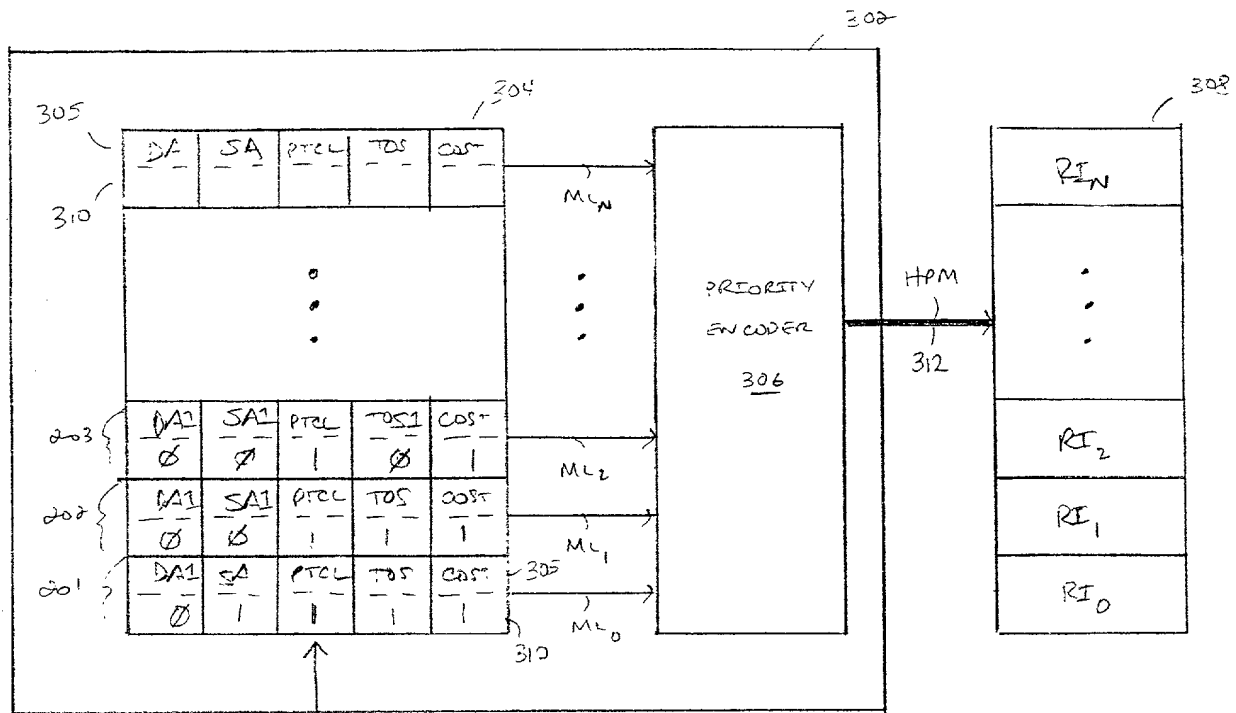 302
304
308
305
DA SA PTCL TOS COST
310
ML_N
RI_N
PRIORITY
ENCODER
306
HPM
312
203
DA1 SA1 PTCL TOS1 COST
Ø Ø 1 Ø 1
ML_2
RI_2
202
DA1 SA1 PTCL TOS COST
Ø Ø 1 1 1
ML_1
RI_1
201
DA1 SA PTCL TOS COST
305
Ø 1 1 1 1
ML_0
310
RI_0